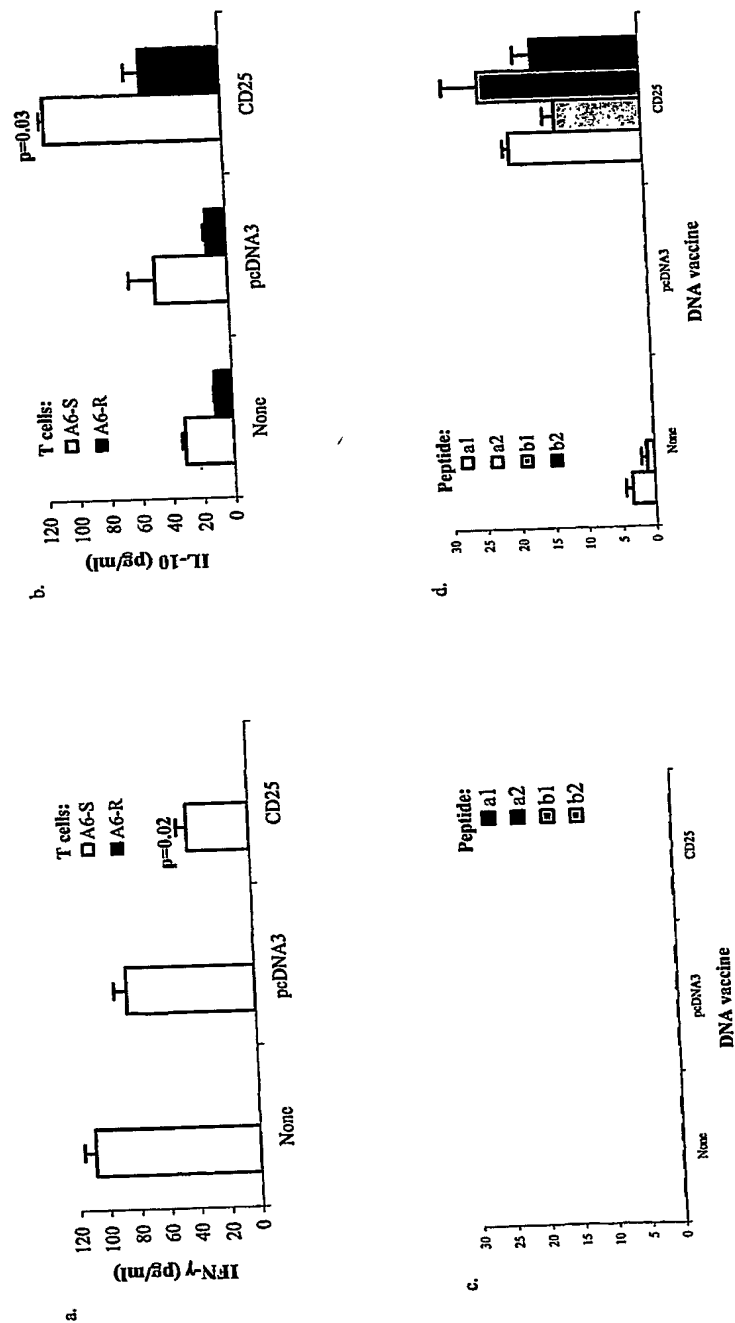 a.
IFN-γ (pg/ml)
120
100
80
60
40
20
0
T cells:
A6-S
A6-R
p=0.02
None
pcDNA3
CD25
b.
IL-10 (pg/ml)
120
100
80
60
40
20
0
T cells:
A6-S
A6-R
p=0.03
None
pcDNA3
CD25
c.
30
25
20
15
10
5
0
Peptide:
a1
a2
b1
b2
None
pcDNA3
CD25
DNA vaccine
d.
30
25
20
15
10
5
0
Peptide:
a1
a2
b1
b2
None
pcDNA3
CD25
DNA vaccine